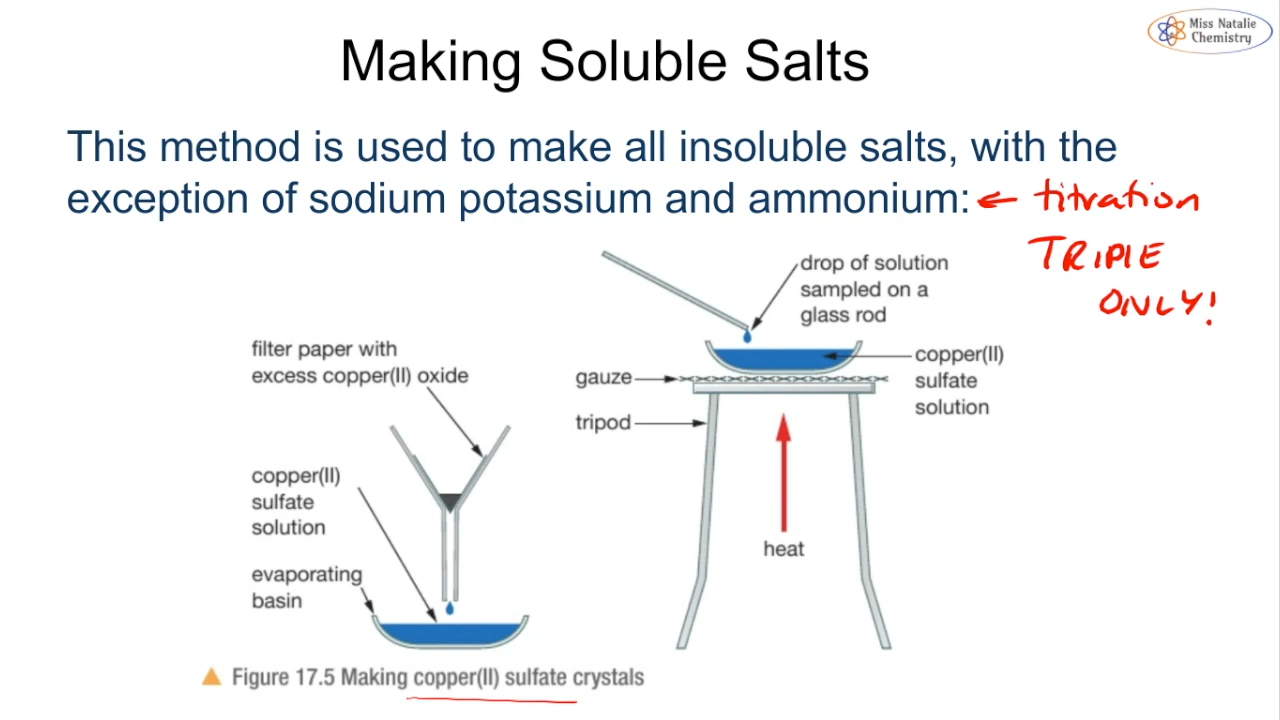 Miss Natalie
Chemistry
Making Soluble Salts
This method is used to make all insoluble salts, with the
exception of sodium potassium and ammonium: ← titration
TRIPLE
ONLY!
drop of solution
sampled on a
glass rod
filter paper with
excess copper(II) oxide
gauze
copper(II)
sulfate
solution
tripod
copper(II)
sulfate
solution
heat
evaporating
basin
Figure 17.5 Making copper(II) sulfate crystals